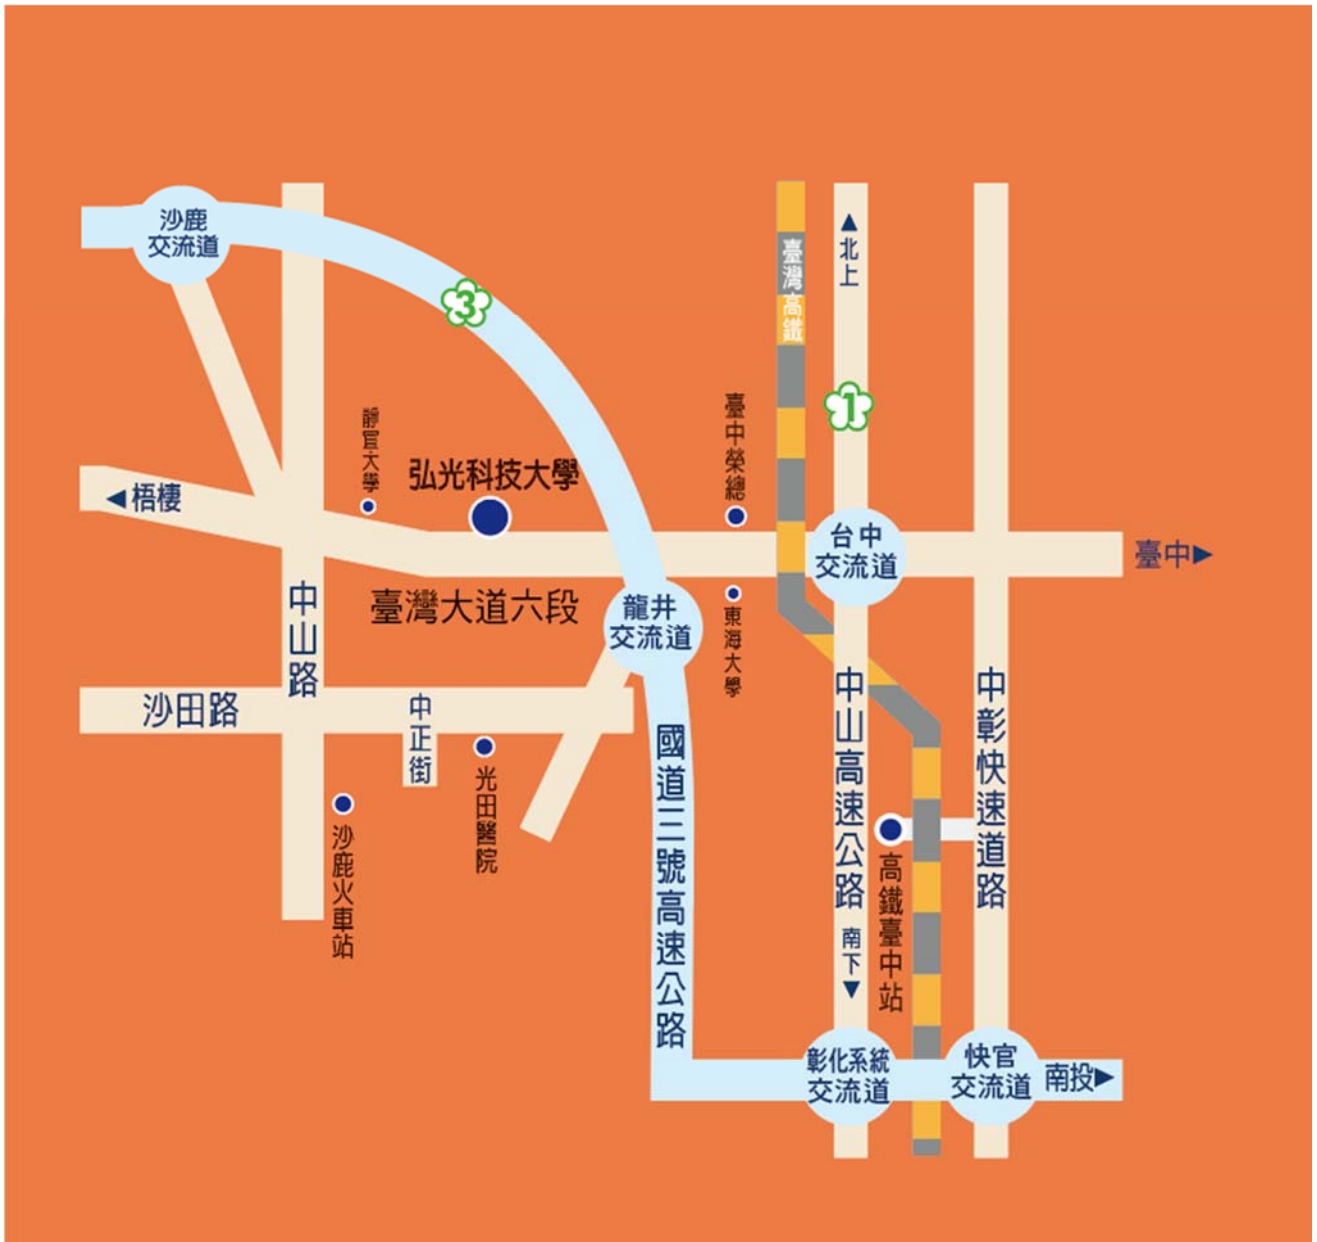 沙鹿
交流道
3
臺灣高鐵
▲北上
1
靜宜大學
弘光科技大學
臺中榮總
◀梧棲
台中
交流道
臺中▶
臺灣大道六段
龍井
交流道
東海大學
中山路
沙田路
中正街
光田醫院
沙鹿火車站
國道三號高速公路
中山高速公路
南下▼
高鐵臺中站
中彰快速道路
彰化系統
交流道
快官
交流道
南投▶